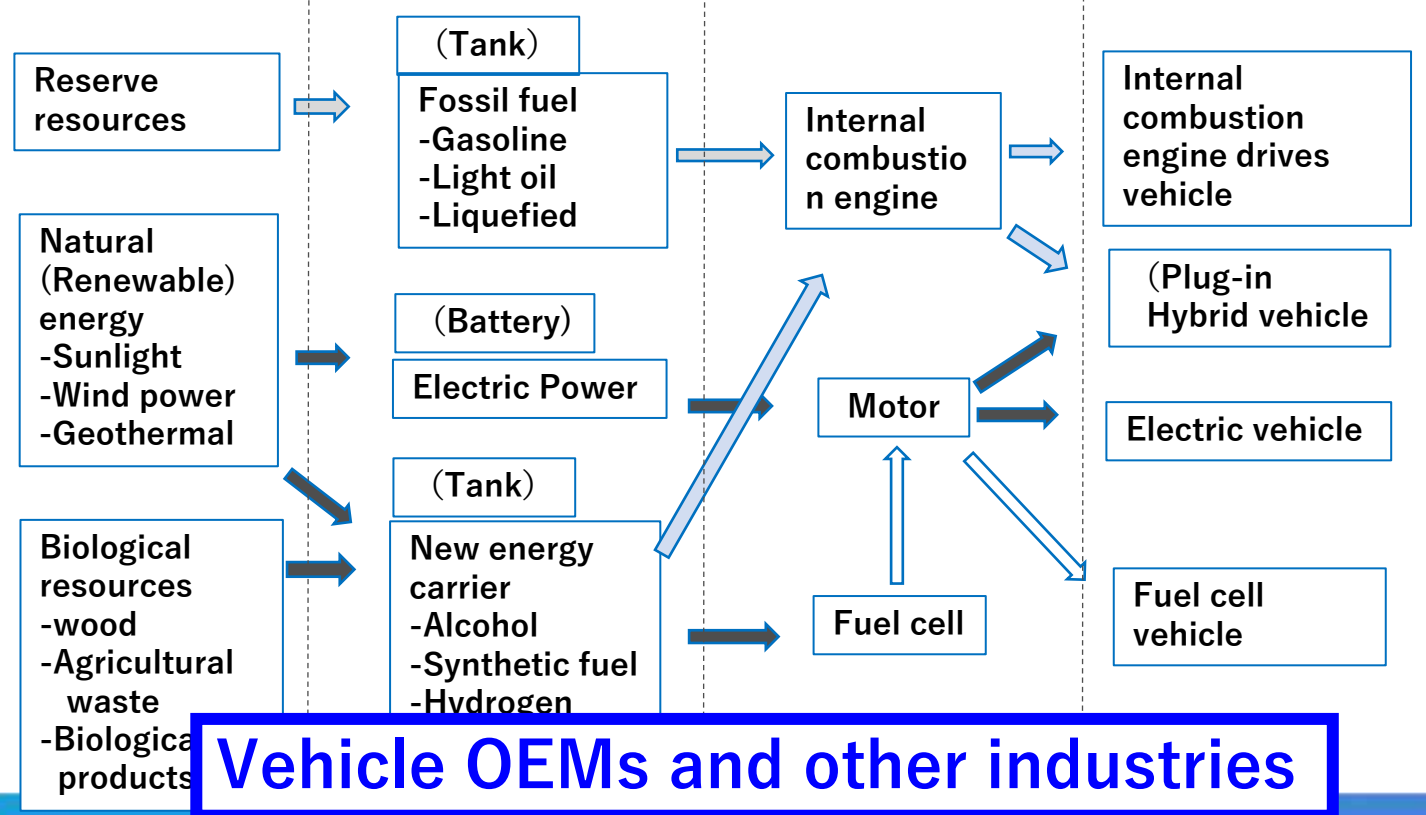 Reserve
resources
Natural
(Renewable)
energy
-Sunlight
-Wind power
-Geothermal
Biological
resources
-wood
-Agricultural
waste
-Biologica
products
（Tank）
Fossil fuel
-Gasoline
-Light oil
-Liquefied
（Battery）
Electric Power
（Tank）
New energy
carrier
-Alcohol
-Synthetic fuel
-Hydrogen
Internal
combustio
n engine
Motor
Fuel cell
Internal
combustion
engine drives
vehicle
（Plug-in
Hybrid vehicle
Electric vehicle
Fuel cell
vehicle
Vehicle OEMs and other industries